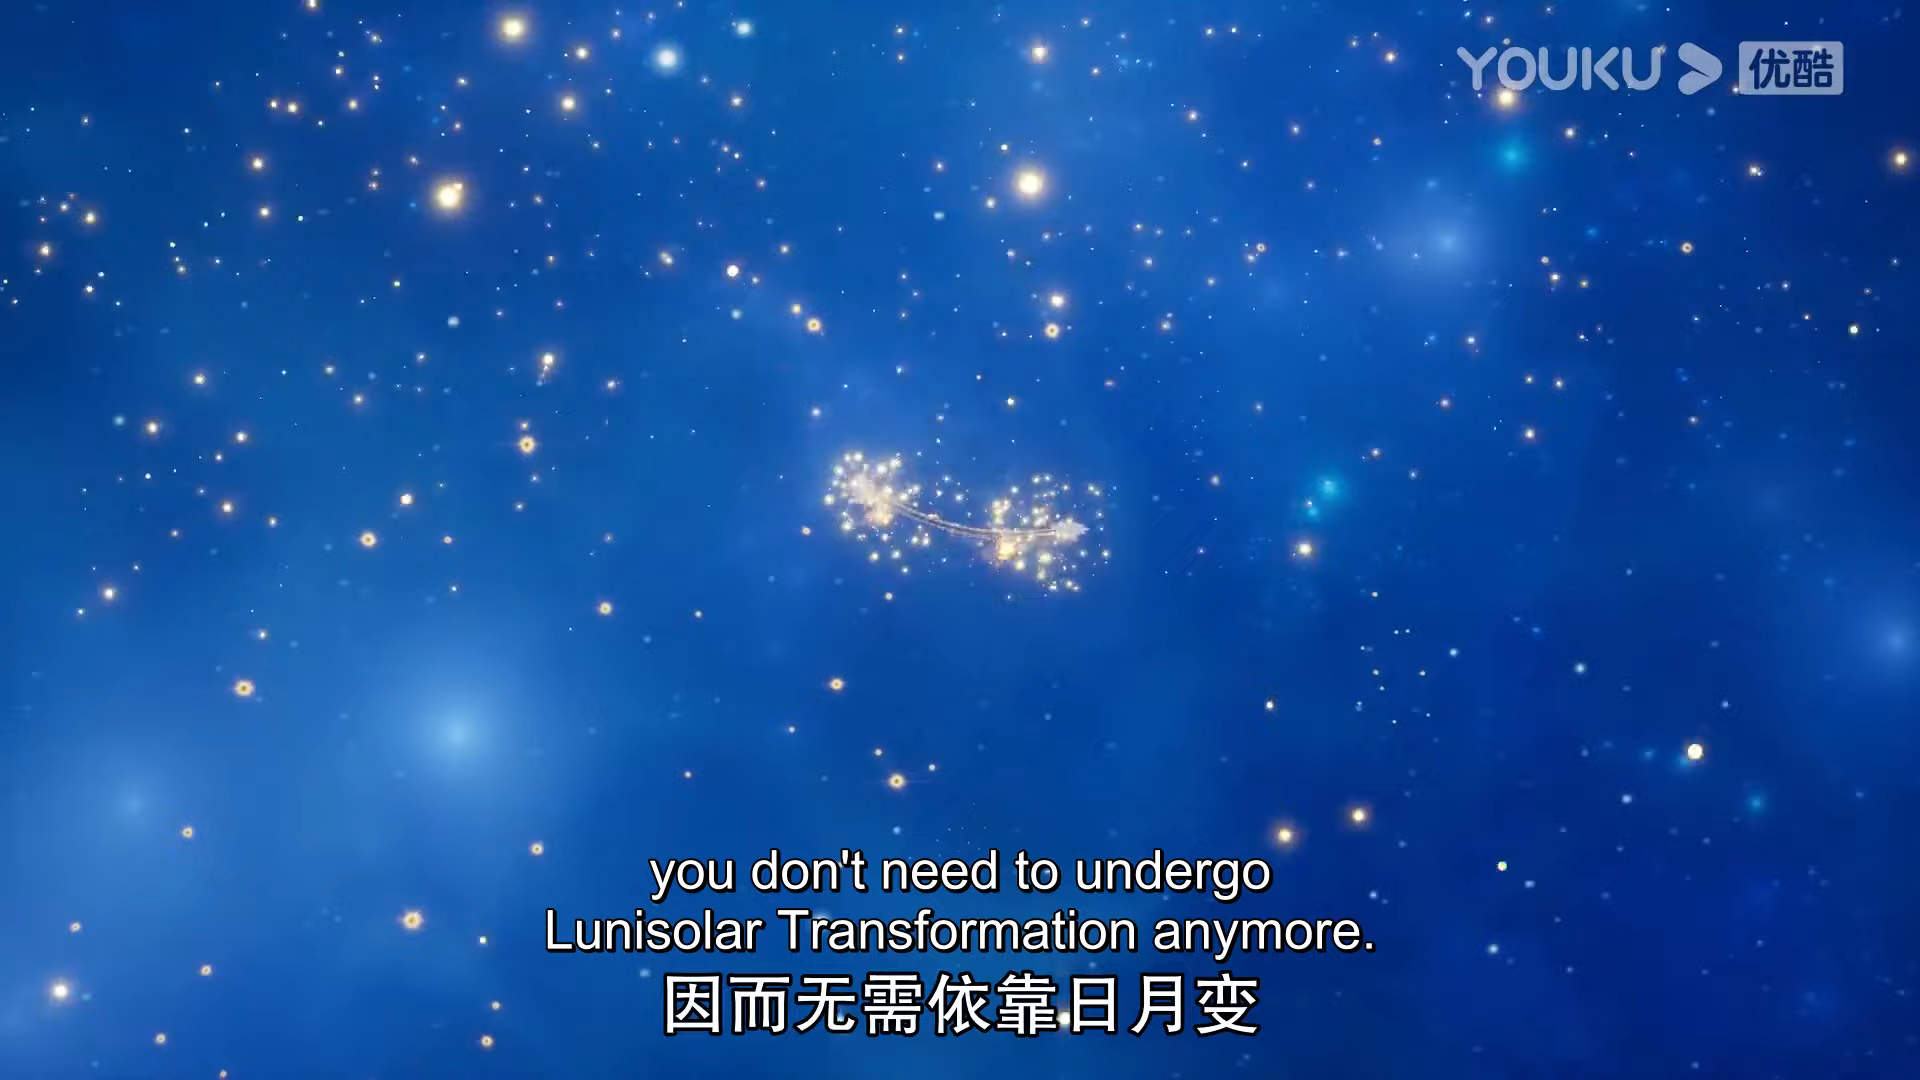 YOUKU 优酷
you don't need to undergo
Lunisolar Transformation anymore.
因而无需依靠日月变